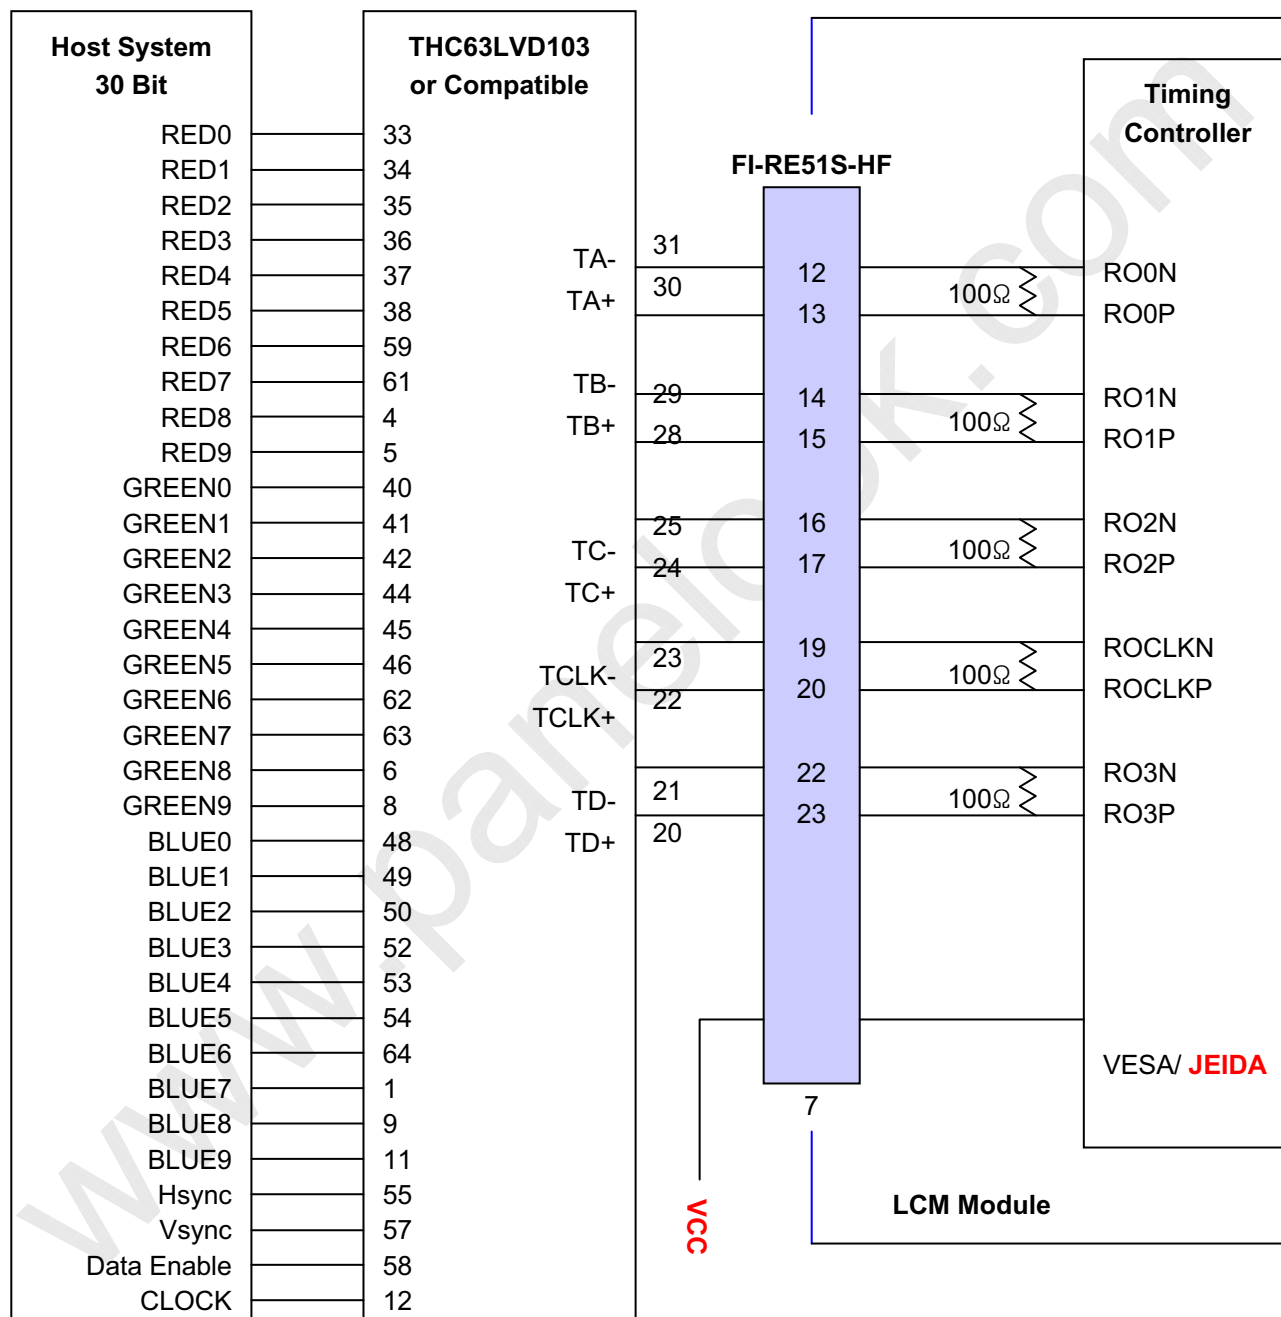 Host System
30 Bit
RED0 33
RED1 34
RED2 35
RED3 36
RED4 37
RED5 38
RED6 59
RED7 61
RED8 4
RED9 5
GREEN0 40
GREEN1 41
GREEN2 42
GREEN3 44
GREEN4 45
GREEN5 46
GREEN6 62
GREEN7 63
GREEN8 6
GREEN9 8
BLUE0 48
BLUE1 49
BLUE2 50
BLUE3 52
BLUE4 53
BLUE5 54
BLUE6 64
BLUE7 1
BLUE8 9
BLUE9 11
Hsync 55
Vsync 57
Data Enable 58
CLOCK 12
THC63LVD103
or Compatible
TA- 31
TA+ 30
TB- 29
TB+ 28
TC- 25
TC+ 24
TCLK- 23
TCLK+ 22
TD- 21
TD+ 20
FI-RE51S-HF
12
13
14
15
16
17
19
20
22
23
7
100Ω
100Ω
100Ω
100Ω
100Ω
Timing
Controller
RO0N
RO0P
RO1N
RO1P
RO2N
RO2P
ROCLKN
ROCLKP
RO3N
RO3P
VESA/ JEIDA
VCC
LCM Module
www.panelook.com